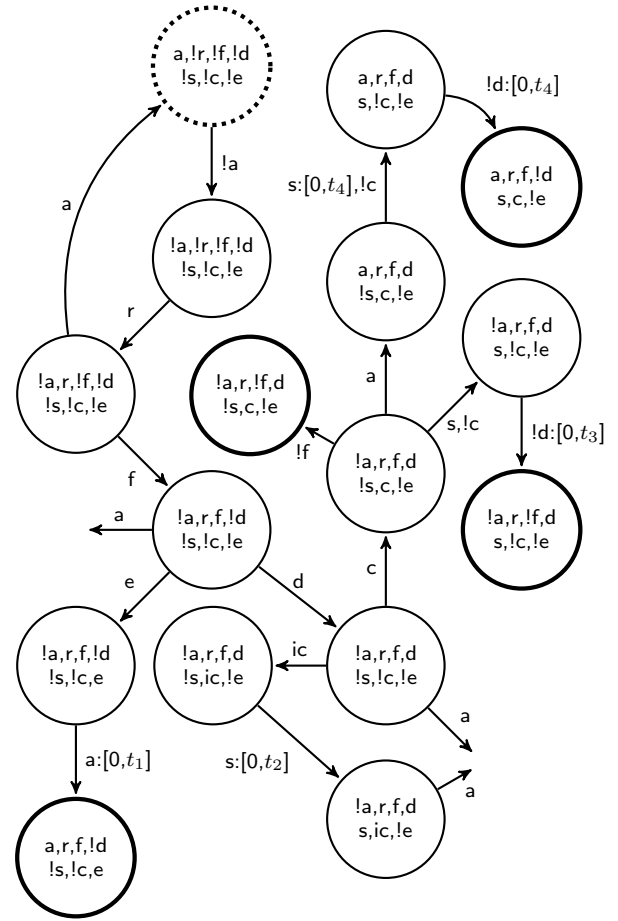 a,!r,!f,!d
!s,!c,!e
!a
a
!a,!r,!f,!d
!s,!c,!e
r
!a,r,!f,!d
!s,!c,!e
f
!a,r,f,!d
!s,!c,!e
a
e
d
!a,r,f,!d
!s,!c,e
a:[0,t₁]
a,r,f,!d
!s,!c,e
!a,r,f,d
!s,ic,!e
ic
!a,r,f,d
!s,!c,!e
a
s:[0,t₂]
!a,r,f,d
s,ic,!e
a
c
!a,r,f,d
!s,c,!e
!f
!a,r,!f,d
!s,c,!e
s,!c
!a,r,f,d
s,!c,!e
!d:[0,t₃]
!a,r,!f,d
s,!c,!e
a
a,r,f,d
!s,c,!e
s:[0,t₄],!c
a,r,f,d
s,!c,!e
!d:[0,t₄]
a,r,f,!d
s,c,!e